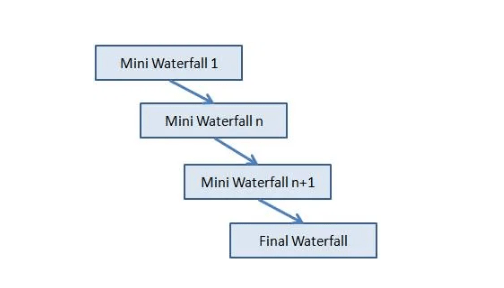 Mini Waterfall 1
Mini Waterfall n
Mini Waterfall n+1
Final Waterfall